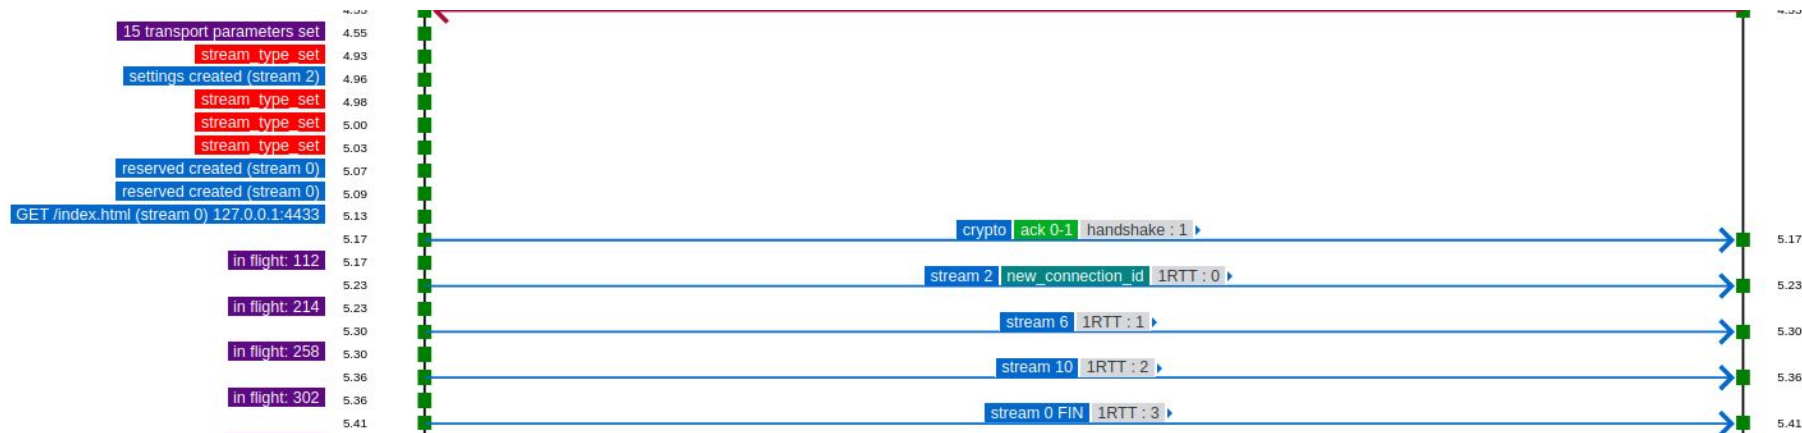 4.55 4.55
15 transport parameters set 4.55
stream_type_set 4.93
settings created (stream 2) 4.96
stream_type_set 4.98
stream_type_set 5.00
stream_type_set 5.03
reserved created (stream 0) 5.07
reserved created (stream 0) 5.09
GET /index.html (stream 0) 127.0.0.1:4433 5.13
crypto ack 0-1 handshake : 1
5.17 5.17
in flight: 112 5.17
stream 2 new_connection_id 1RTT : 0
5.23 5.23
in flight: 214 5.23
stream 6 1RTT : 1
5.30 5.30
in flight: 258 5.30
stream 10 1RTT : 2
5.36 5.36
in flight: 302 5.36
stream 0 FIN 1RTT : 3
5.41 5.41